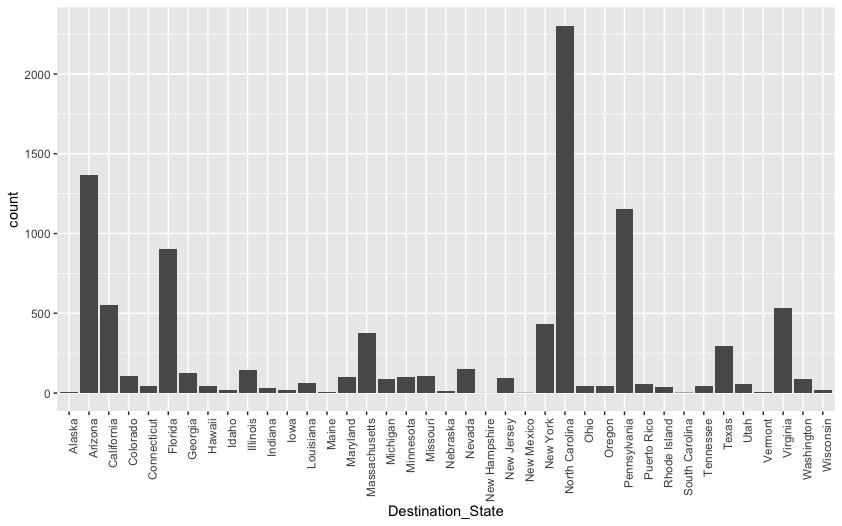 2000
1500
1000
500
0
count
Alaska
Arizona
California
Colorado
Connecticut
Florida
Georgia
Hawaii
Idaho
Illinois
Indiana
Iowa
Louisiana
Maine
Maryland
Massachusetts
Michigan
Minnesota
Missouri
Nebraska
Nevada
New Hampshire
New Jersey
New Mexico
New York
North Carolina
Ohio
Oregon
Pennsylvania
Puerto Rico
Rhode Island
South Carolina
Tennessee
Texas
Utah
Vermont
Virginia
Washington
Wisconsin
Destination_State